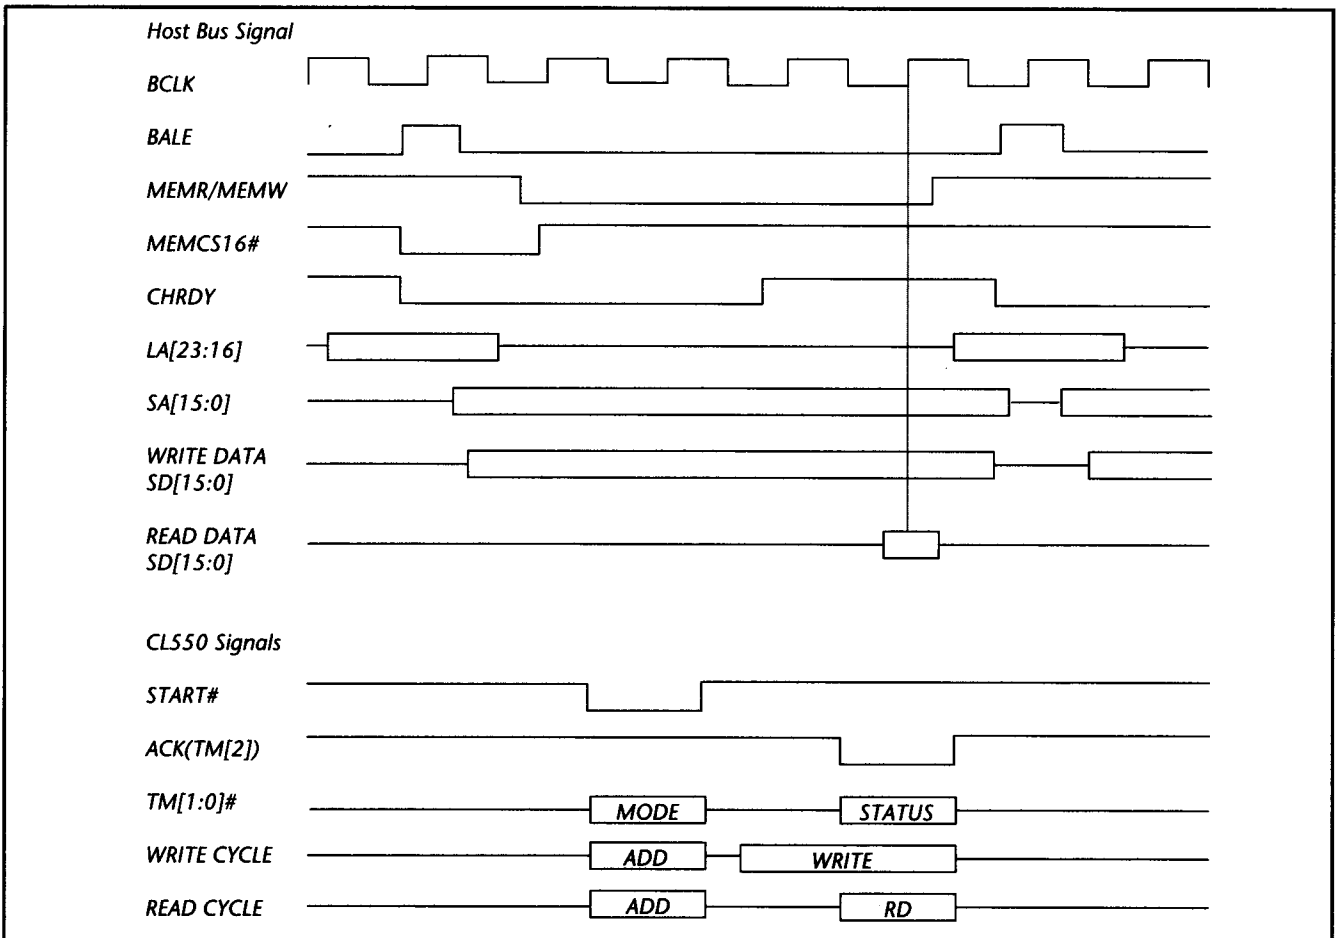 Host Bus Signal
BCLK
BALE
MEMR/MEMW
MEMCS16#
CHRDY
LA[23:16]
SA[15:0]
WRITE DATA
SD[15:0]
READ DATA
SD[15:0]
CL550 Signals
START#
ACK(TM[2])
TM[1:0]# MODE STATUS
WRITE CYCLE ADD WRITE
READ CYCLE ADD RD